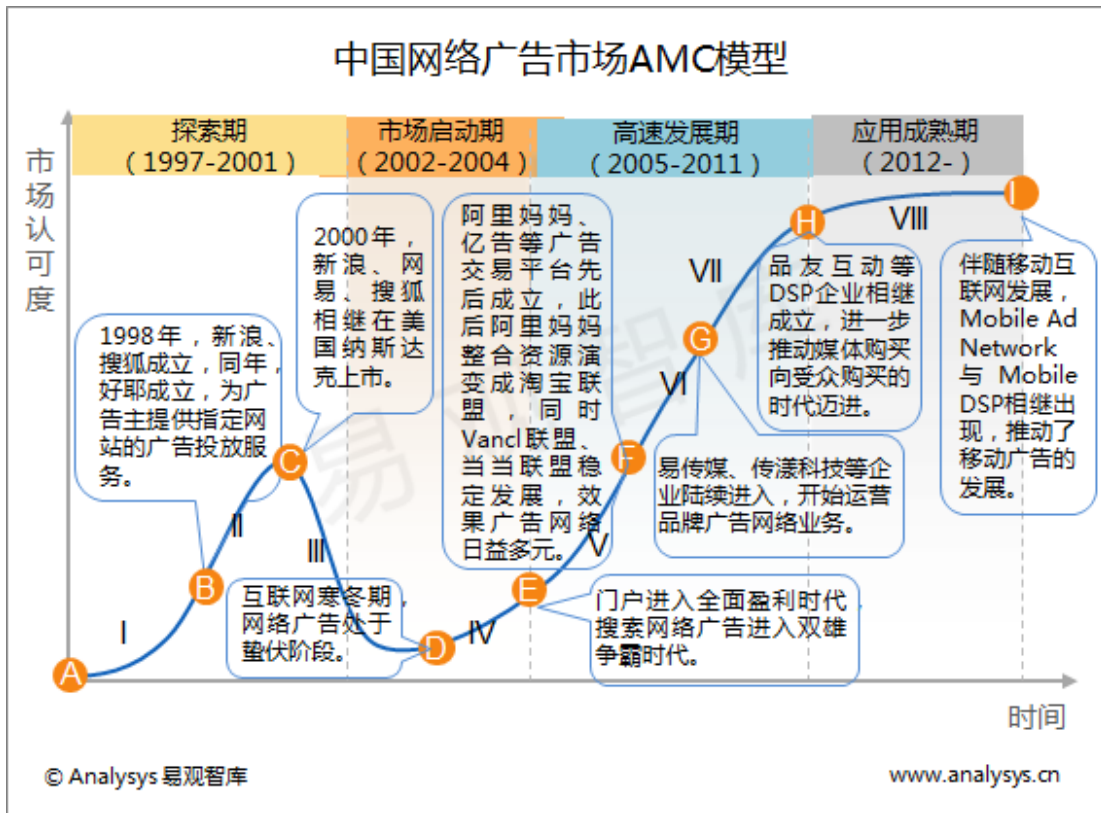 中国网络广告市场AMC模型
市场认可度
探索期
（1997-2001）
市场启动期
（2002-2004）
高速发展期
（2005-2011）
应用成熟期
（2012-）
1998年，新浪、
搜狐成立，同年，
好耶成立，为广
告主提供指定网
站的广告投放服
务。
2000年，
新浪、网
易、搜狐
相继在美
国纳斯达
克上市。
阿里妈妈、
亿告等广告
交易平台先
后成立，此
后阿里妈妈
整合资源演
变成淘宝联
盟，同时
Vancl联盟、
当当联盟稳
定发展，效
果广告网络
日益多元。
品友互动等
DSP企业相继
成立，进一步
推动媒体购买
向受众购买的
时代迈进。
伴随移动互
联网发展，
Mobile Ad
Network
与 Mobile
DSP相继出
现，推动了
移动广告的
发展。
易传媒、传漾科技等企
业陆续进入，开始运营
品牌广告网络业务。
互联网寒冬期，
网络广告处于
蛰伏阶段。
门户进入全面盈利时代
搜索网络广告进入双雄
争霸时代。
A
B
C
D
E
F
G
H
I
I
II
III
IV
V
VI
VII
VIII
易观智库
时间
© Analysys 易观智库
www.analysys.cn